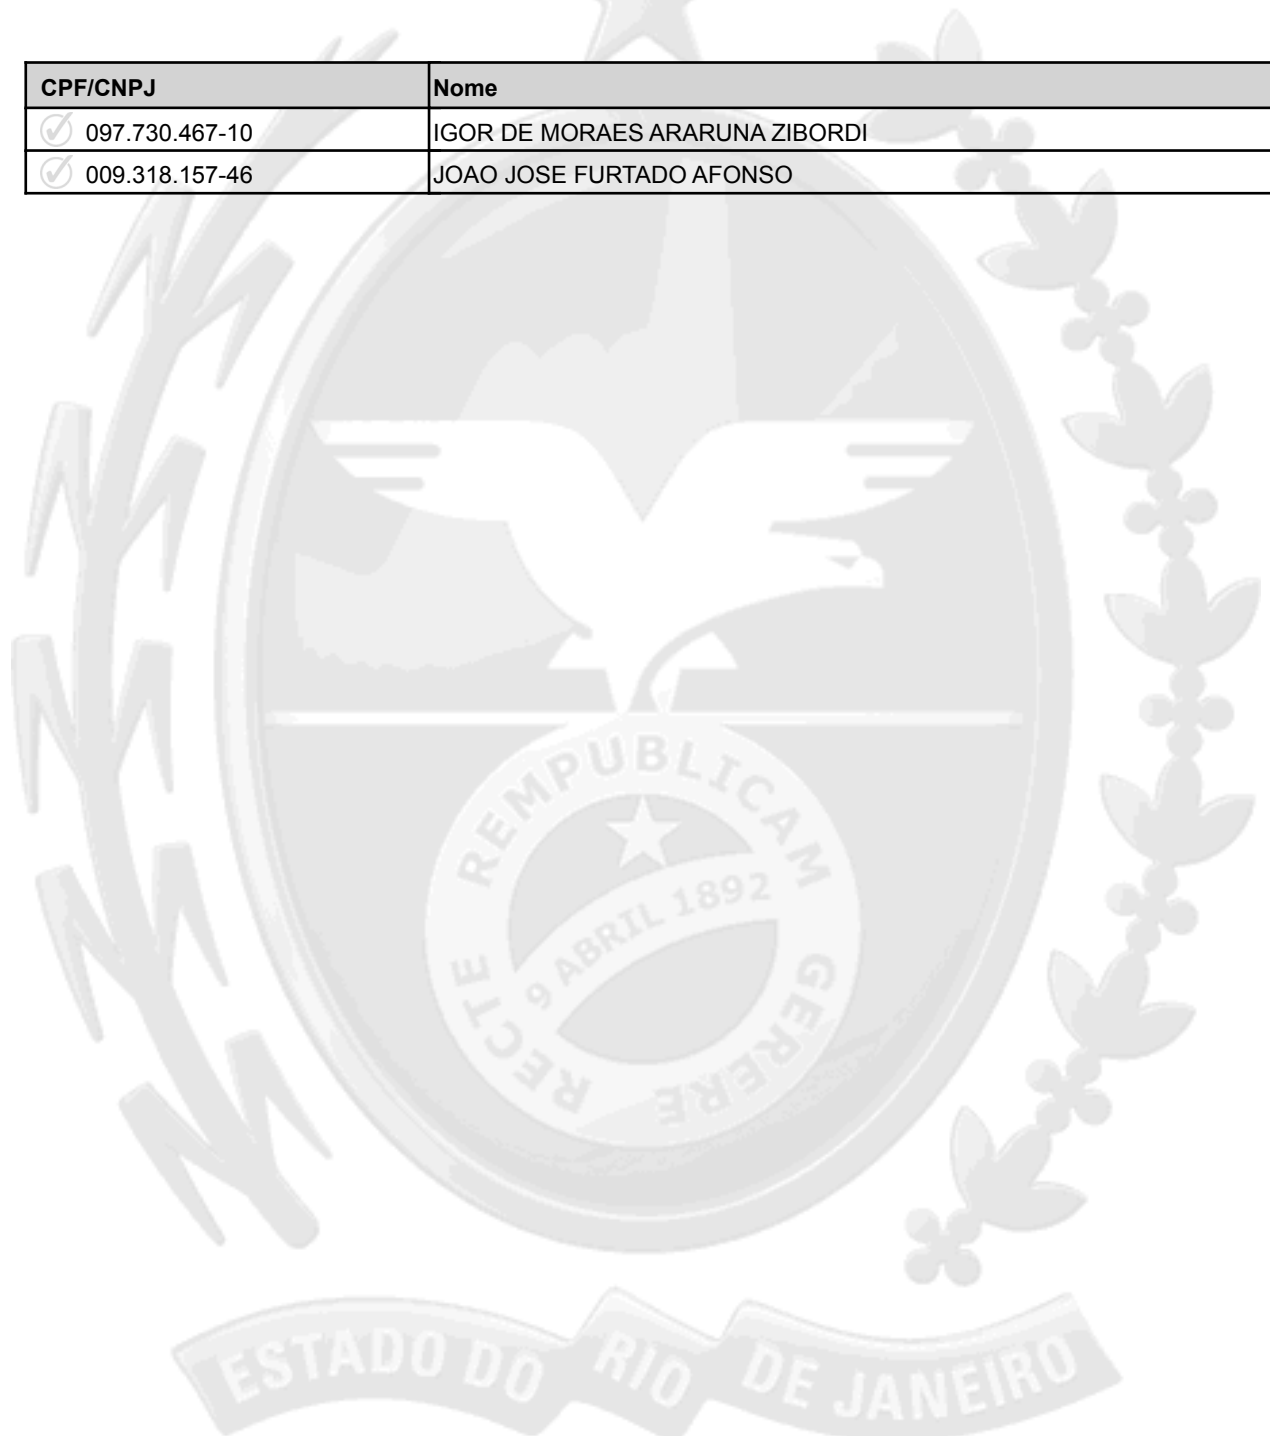 CPF/CNPJ Nome
097.730.467-10 IGOR DE MORAES ARARUNA ZIBORDI
009.318.157-46 JOAO JOSE FURTADO AFONSO
REMPUBLICAM
9 ABRIL 1892
RECTE GERERE
ESTADO DO RIO DE JANEIRO